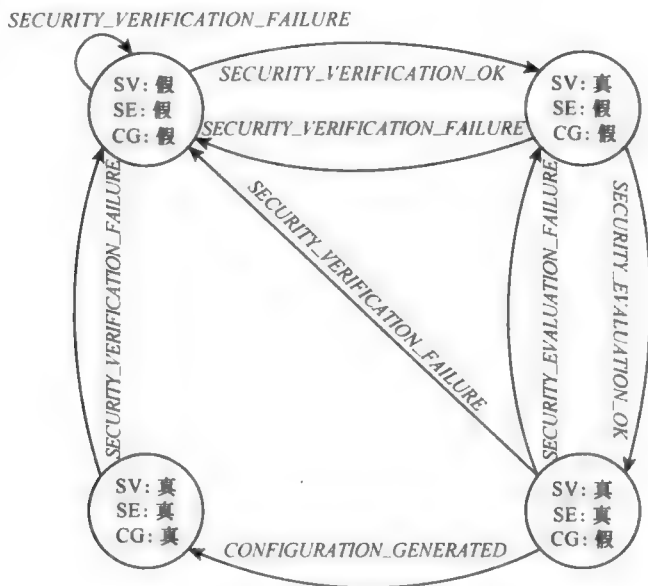 SECURITY_VERIFICATION_FAILURE
SECURITY_VERIFICATION_OK
SV: 假
SE: 假
CG: 假
SV: 真
SE: 假
CG: 假
SECURITY_VERIFICATION_FAILURE
SECURITY_VERIFICATION_FAILURE
SECURITY_VERIFICATION_FAILURE
SECURITY_EVALUATION_FAILURE
SECURITY_EVALUATION_OK
SV: 真
SE: 真
CG: 真
SV: 真
SE: 真
CG: 假
CONFIGURATION_GENERATED